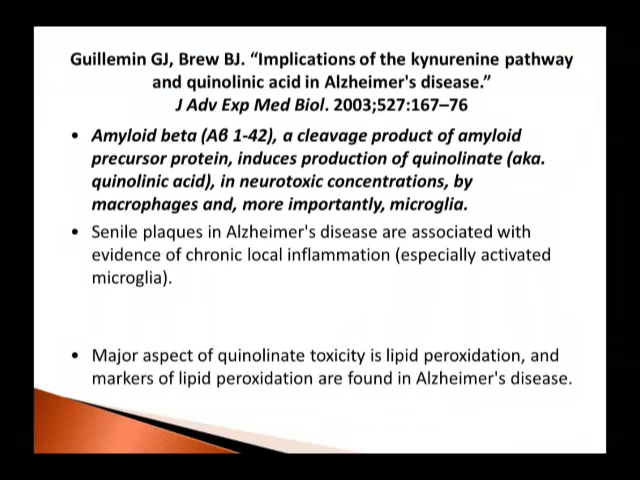 Guillemin GJ, Brew BJ. “Implications of the kynurenine pathway
and quinolinic acid in Alzheimer's disease.”
J Adv Exp Med Biol. 2003;527:167–76
• Amyloid beta (Aβ 1-42), a cleavage product of amyloid
precursor protein, induces production of quinolinate (aka.
quinolinic acid), in neurotoxic concentrations, by
macrophages and, more importantly, microglia.
• Senile plaques in Alzheimer's disease are associated with
evidence of chronic local inflammation (especially activated
microglia).
• Major aspect of quinolinate toxicity is lipid peroxidation, and
markers of lipid peroxidation are found in Alzheimer's disease.